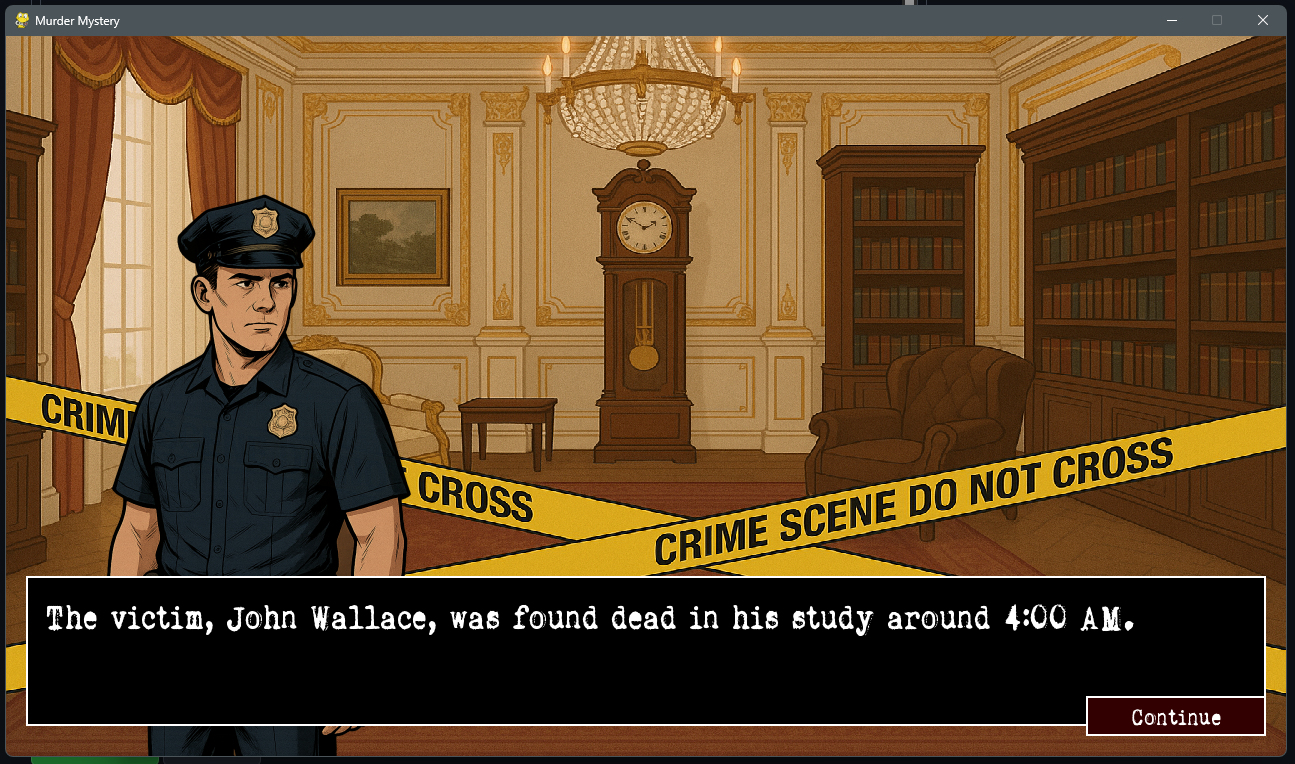 Murder Mystery
CRIME
CROSS
CRIME SCENE DO NOT CROSS
The victim, John Wallace, was found dead in his study around 4:00 AM.
Continue